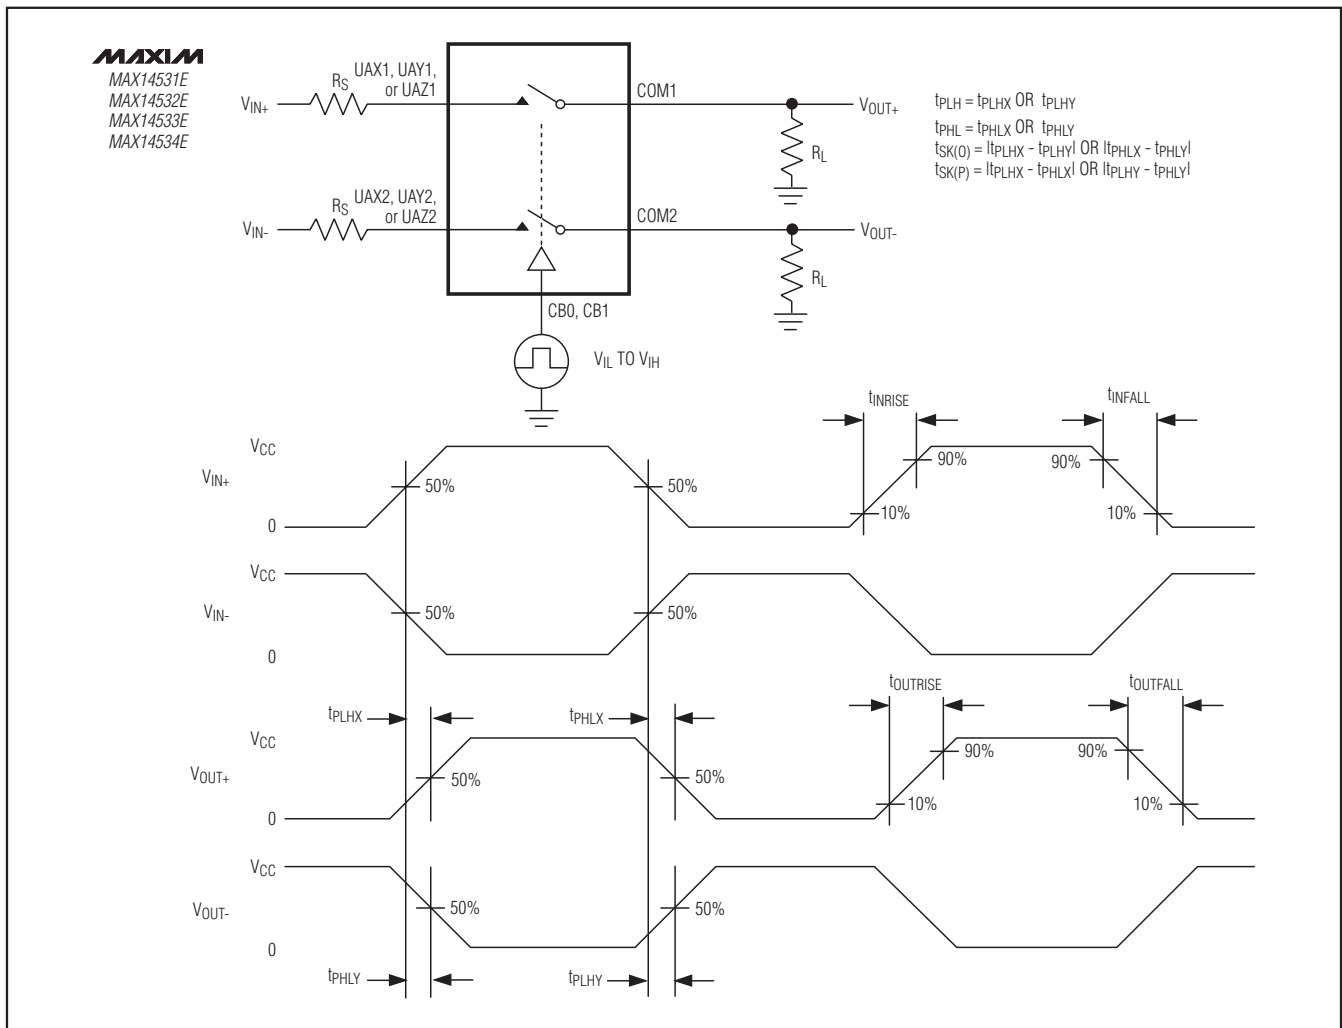 MAXIM
MAX14531E
MAX14532E
MAX14533E
MAX14534E
VIN+
RS
UAX1, UAY1,
or UAZ1
COM1
VOUT+
RL
tPLH = tPLHX OR tPLHY
tPHL = tPHLX OR tPHLY
tSK(O) = |tPLHX - tPLHY| OR |tPHLX - tPHLY|
tSK(P) = |tPLHX - tPHLX| OR |tPLHY - tPHLY|
VIN-
RS
UAX2, UAY2,
or UAZ2
COM2
VOUT-
RL
CB0, CB1
VIL TO VIH
tINRISE
tINFALL
VCC
VIN+
0
50%
50%
10%
90%
90%
10%
VCC
VIN-
0
50%
50%
tOUTRISE
tOUTFALL
tPLHX
tPHLX
VCC
VOUT+
0
50%
50%
10%
90%
90%
10%
VCC
VOUT-
0
50%
50%
tPHLY
tPLHY